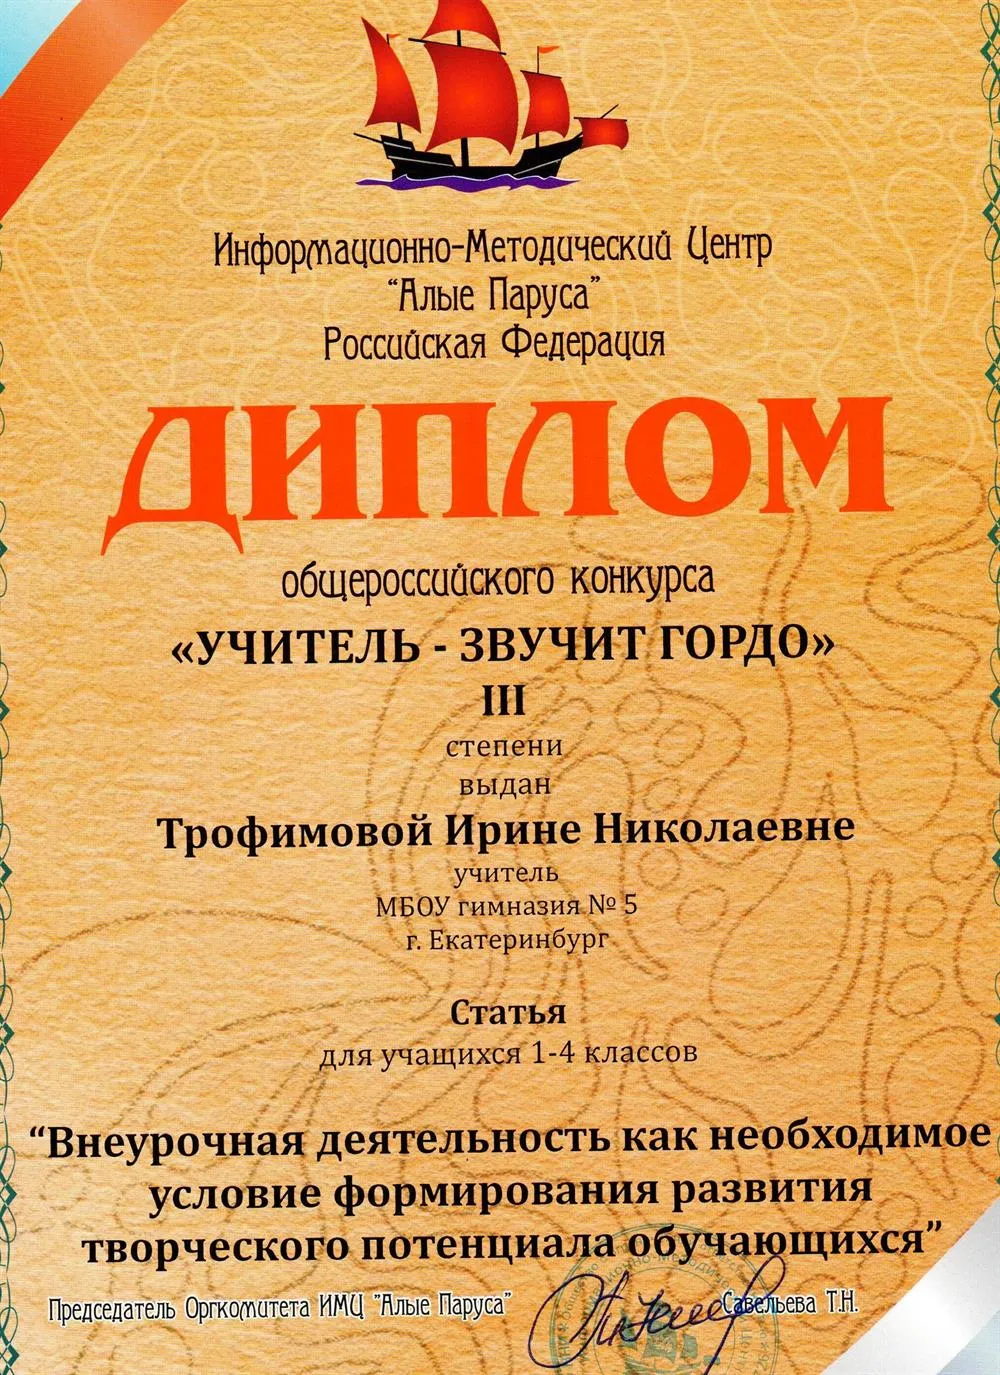 Информационно-Методический Центр
"Алые Паруса"
Российская Федерация
ДИПЛОМ
общероссийского конкурса
«УЧИТЕЛЬ - ЗВУЧИТ ГОРДО»
III
степени
выдан
Трофимовой Ирине Николаевне
учитель
МБОУ гимназия № 5
г. Екатеринбург
Статья
для учащихся 1-4 классов
“Внеурочная деятельность как необходимое
условие формирования развития
творческого потенциала обучающихся”
Председатель Оргкомитета ИМЦ "Алые Паруса" Савельева Т.Н.